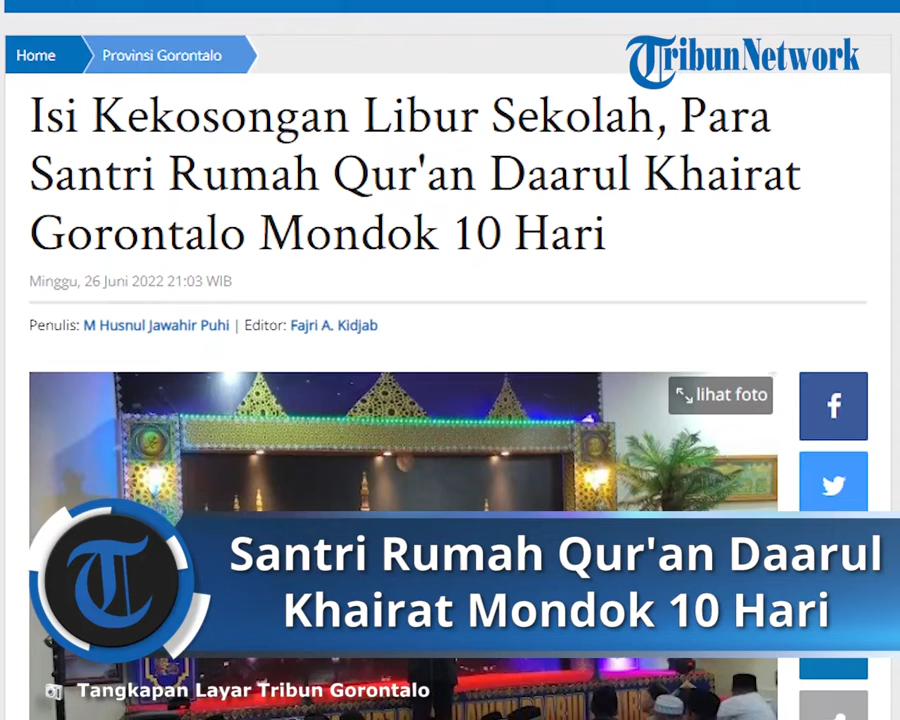 Home Provinsi Gorontalo
TribunNetwork
Isi Kekosongan Libur Sekolah, Para
Santri Rumah Qur'an Daarul Khairat
Gorontalo Mondok 10 Hari
Minggu, 26 Juni 2022 21:03 WIB
Penulis: M Husnul Jawahir Puhi | Editor: Fajri A. Kidjab
lihat foto
Santri Rumah Qur'an Daarul
Khairat Mondok 10 Hari
Tangkapan Layar Tribun Gorontalo